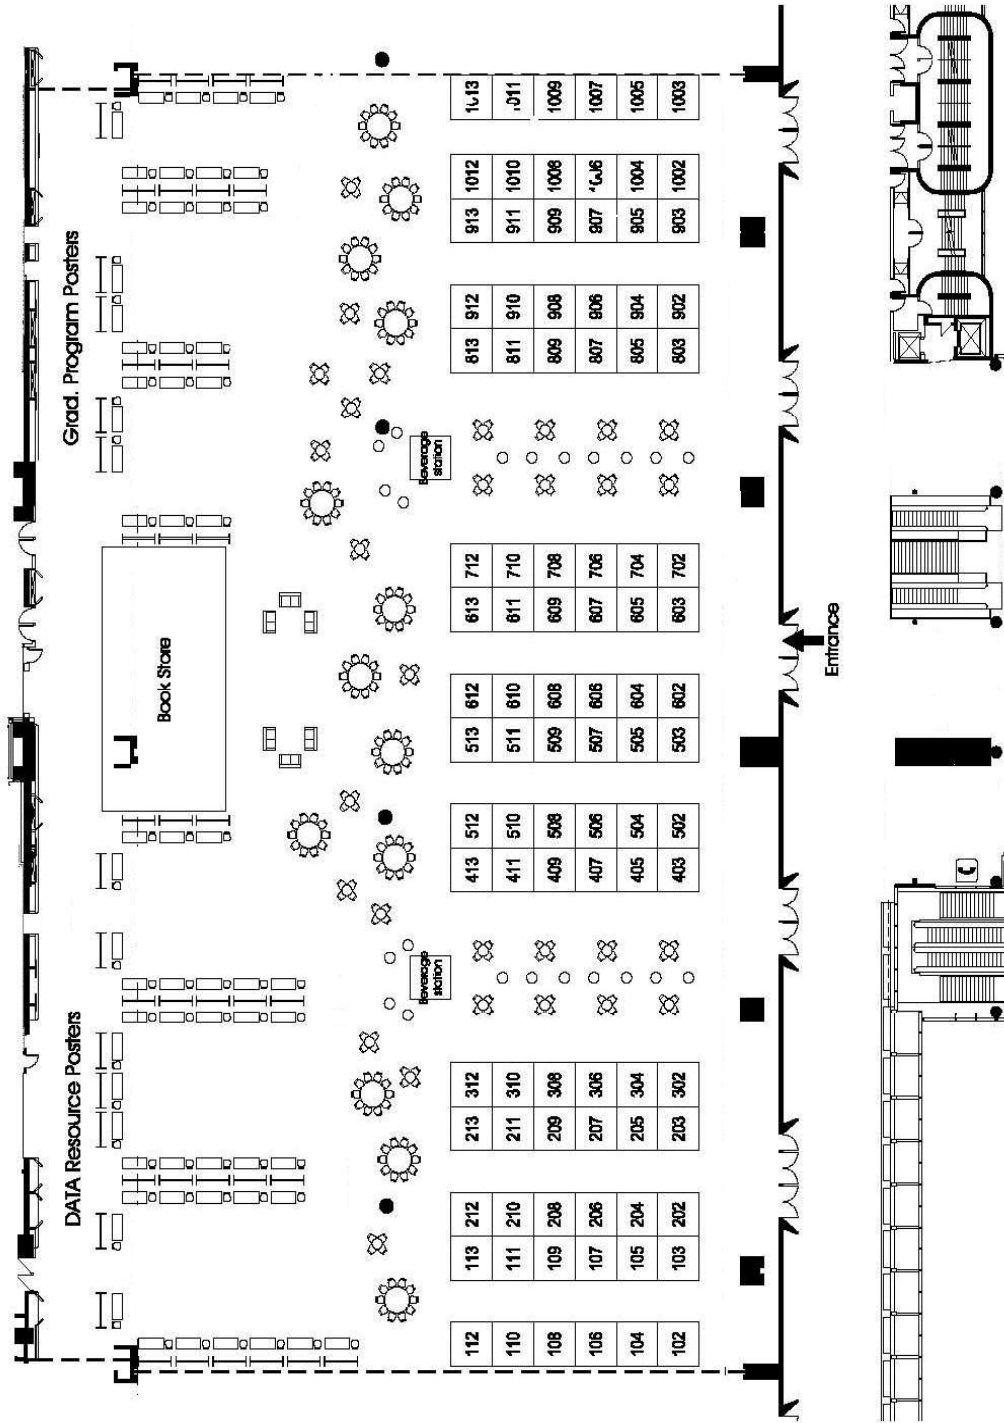 DATA Resource Posters
Grad. Program Posters
Book Store
Beverage
station
Beverage
station
112 113 212 213 312 413 512 513 612 613 712 813 912 913 1012 1013
110 111 210 211 310 411 510 511 610 611 710 811 910 911 1010 1011
108 109 208 209 308 409 508 509 608 609 708 809 908 909 1008 1009
106 107 206 207 306 407 506 507 606 607 706 807 906 907 1006 1007
104 105 204 205 304 405 504 505 604 605 704 805 904 905 1004 1005
102 103 202 203 302 403 502 503 602 603 702 803 902 903 1002 1003
Entrance